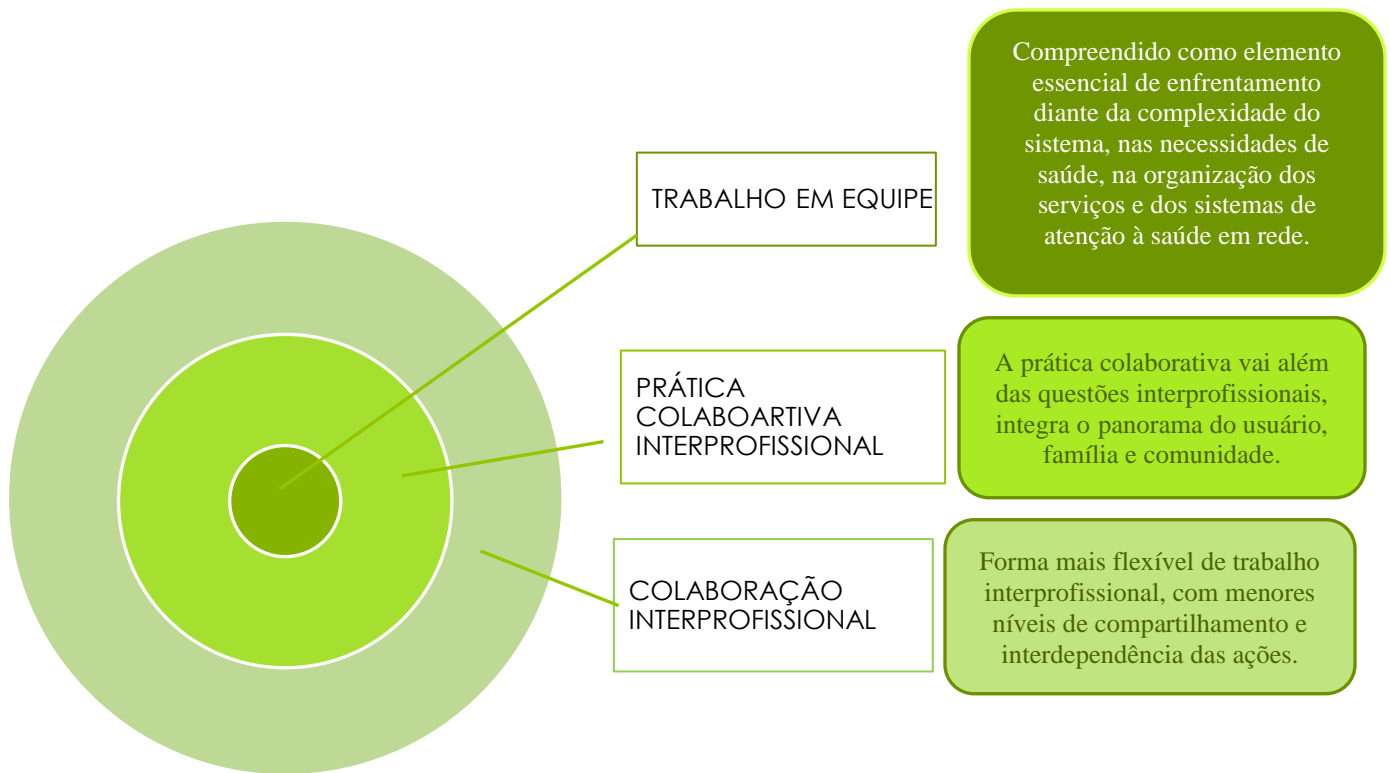 TRABALHO EM EQUIPE
Compreendido como elemento
essencial de enfrentamento
diante da complexidade do
sistema, nas necessidades de
saúde, na organização dos
serviços e dos sistemas de
atenção à saúde em rede.
PRÁTICA
COLABOARTIVA
INTERPROFISSIONAL
A prática colaborativa vai além
das questões interprofissionais,
integra o panorama do usuário,
família e comunidade.
COLABORAÇÃO
INTERPROFISSIONAL
Forma mais flexível de trabalho
interprofissional, com menores
níveis de compartilhamento e
interdependência das ações.